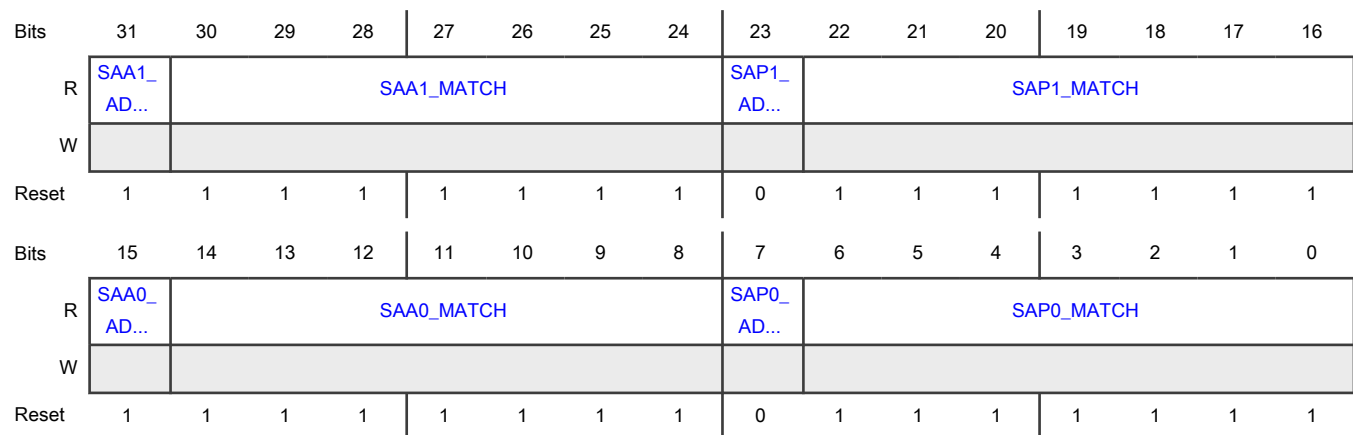 Bits 31 30 29 28 27 26 25 24 23 22 21 20 19 18 17 16
R SAA1_ AD... SAA1_MATCH SAP1_ AD... SAP1_MATCH
W
Reset 1 1 1 1 1 1 1 1 0 1 1 1 1 1 1 1
Bits 15 14 13 12 11 10 9 8 7 6 5 4 3 2 1 0
R SAA0_ AD... SAA0_MATCH SAP0_ AD... SAP0_MATCH
W
Reset 1 1 1 1 1 1 1 1 0 1 1 1 1 1 1 1